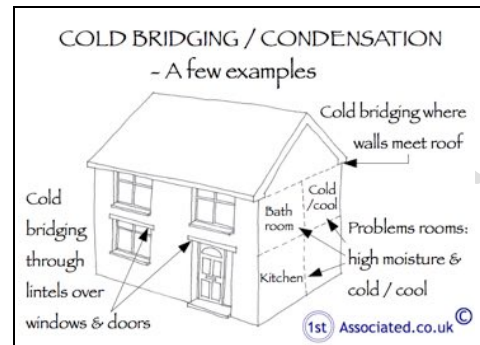 COLD BRIDGING / CONDENSATION
- A few examples
Cold bridging where
walls meet roof
Cold
bridging
through
lintels over
windows & doors
Bath
room
Cold
/cool
Kitchen
Problems rooms:
high moisture &
cold / cool
1st Associated.co.uk ©